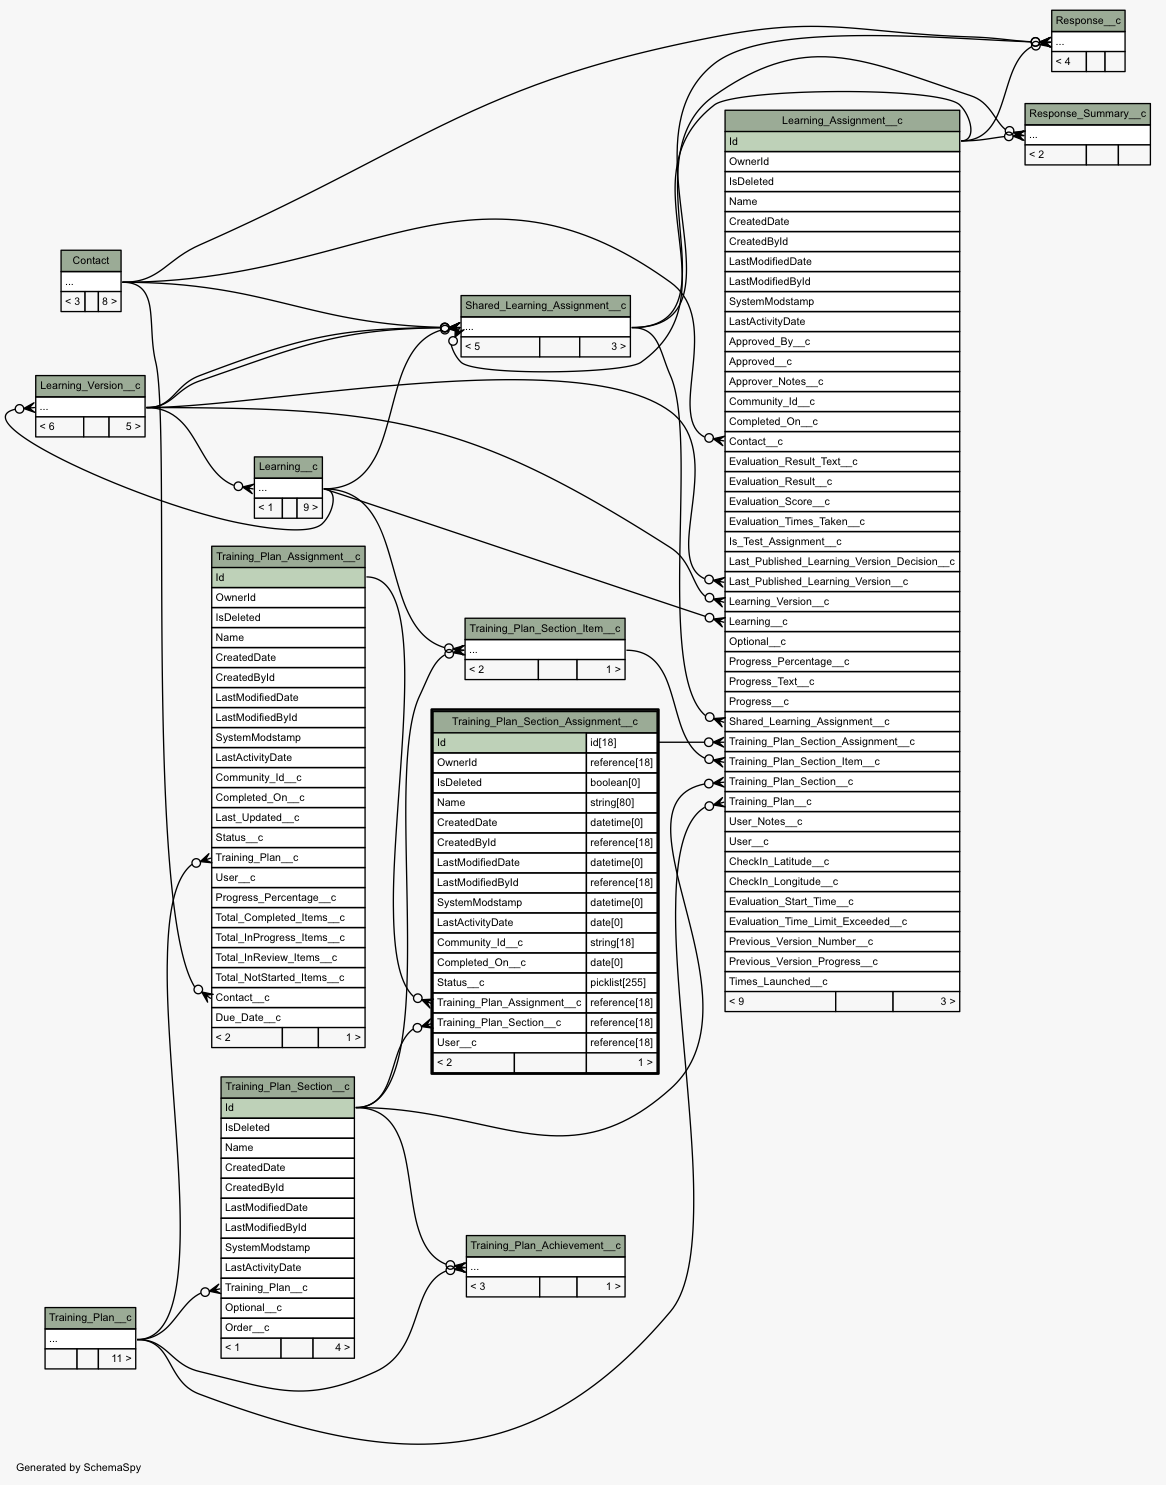 Response__c
...
< 4
Response_Summary__c
...
< 2
Learning_Assignment__c
Id
OwnerId
IsDeleted
Name
CreatedDate
CreatedById
LastModifiedDate
LastModifiedById
SystemModstamp
LastActivityDate
Approved_By__c
Approved__c
Approver_Notes__c
Community_Id__c
Completed_On__c
Contact__c
Evaluation_Result_Text__c
Evaluation_Result__c
Evaluation_Score__c
Evaluation_Times_Taken__c
Is_Test_Assignment__c
Last_Published_Learning_Version_Decision__c
Last_Published_Learning_Version__c
Learning_Version__c
Learning__c
Optional__c
Progress_Percentage__c
Progress_Text__c
Progress__c
Shared_Learning_Assignment__c
Training_Plan_Section_Assignment__c
Training_Plan_Section_Item__c
Training_Plan_Section__c
Training_Plan__c
User_Notes__c
User__c
CheckIn_Latitude__c
CheckIn_Longitude__c
Evaluation_Start_Time__c
Evaluation_Time_Limit_Exceeded__c
Previous_Version_Number__c
Previous_Version_Progress__c
Times_Launched__c
< 9 3 >
Contact
...
< 3 8 >
Shared_Learning_Assignment__c
...
< 5 3 >
Learning_Version__c
...
< 6 5 >
Learning__c
...
< 1 9 >
Training_Plan_Assignment__c
Id
OwnerId
IsDeleted
Name
CreatedDate
CreatedById
LastModifiedDate
LastModifiedById
SystemModstamp
LastActivityDate
Community_Id__c
Completed_On__c
Last_Updated__c
Status__c
Training_Plan__c
User__c
Progress_Percentage__c
Total_Completed_Items__c
Total_InProgress_Items__c
Total_InReview_Items__c
Total_NotStarted_Items__c
Contact__c
Due_Date__c
< 2 1 >
Training_Plan_Section_Item__c
...
< 2 1 >
Training_Plan_Section_Assignment__c
Id id[18]
OwnerId reference[18]
IsDeleted boolean[0]
Name string[80]
CreatedDate datetime[0]
CreatedById reference[18]
LastModifiedDate datetime[0]
LastModifiedById reference[18]
SystemModstamp datetime[0]
LastActivityDate date[0]
Community_Id__c string[18]
Completed_On__c date[0]
Status__c picklist[255]
Training_Plan_Assignment__c reference[18]
Training_Plan_Section__c reference[18]
User__c reference[18]
< 2 1 >
Training_Plan_Section__c
Id
IsDeleted
Name
CreatedDate
CreatedById
LastModifiedDate
LastModifiedById
SystemModstamp
LastActivityDate
Training_Plan__c
Optional__c
Order__c
< 1 4 >
Training_Plan_Achievement__c
...
< 3 1 >
Training_Plan__c
...
11 >
Generated by SchemaSpy